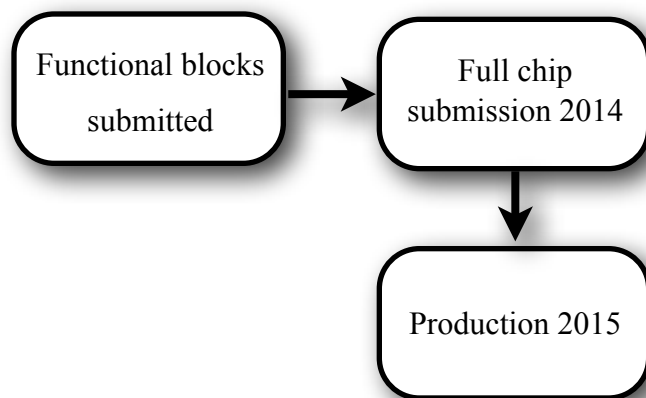 Functional blocks
submitted
Full chip
submission 2014
Production 2015